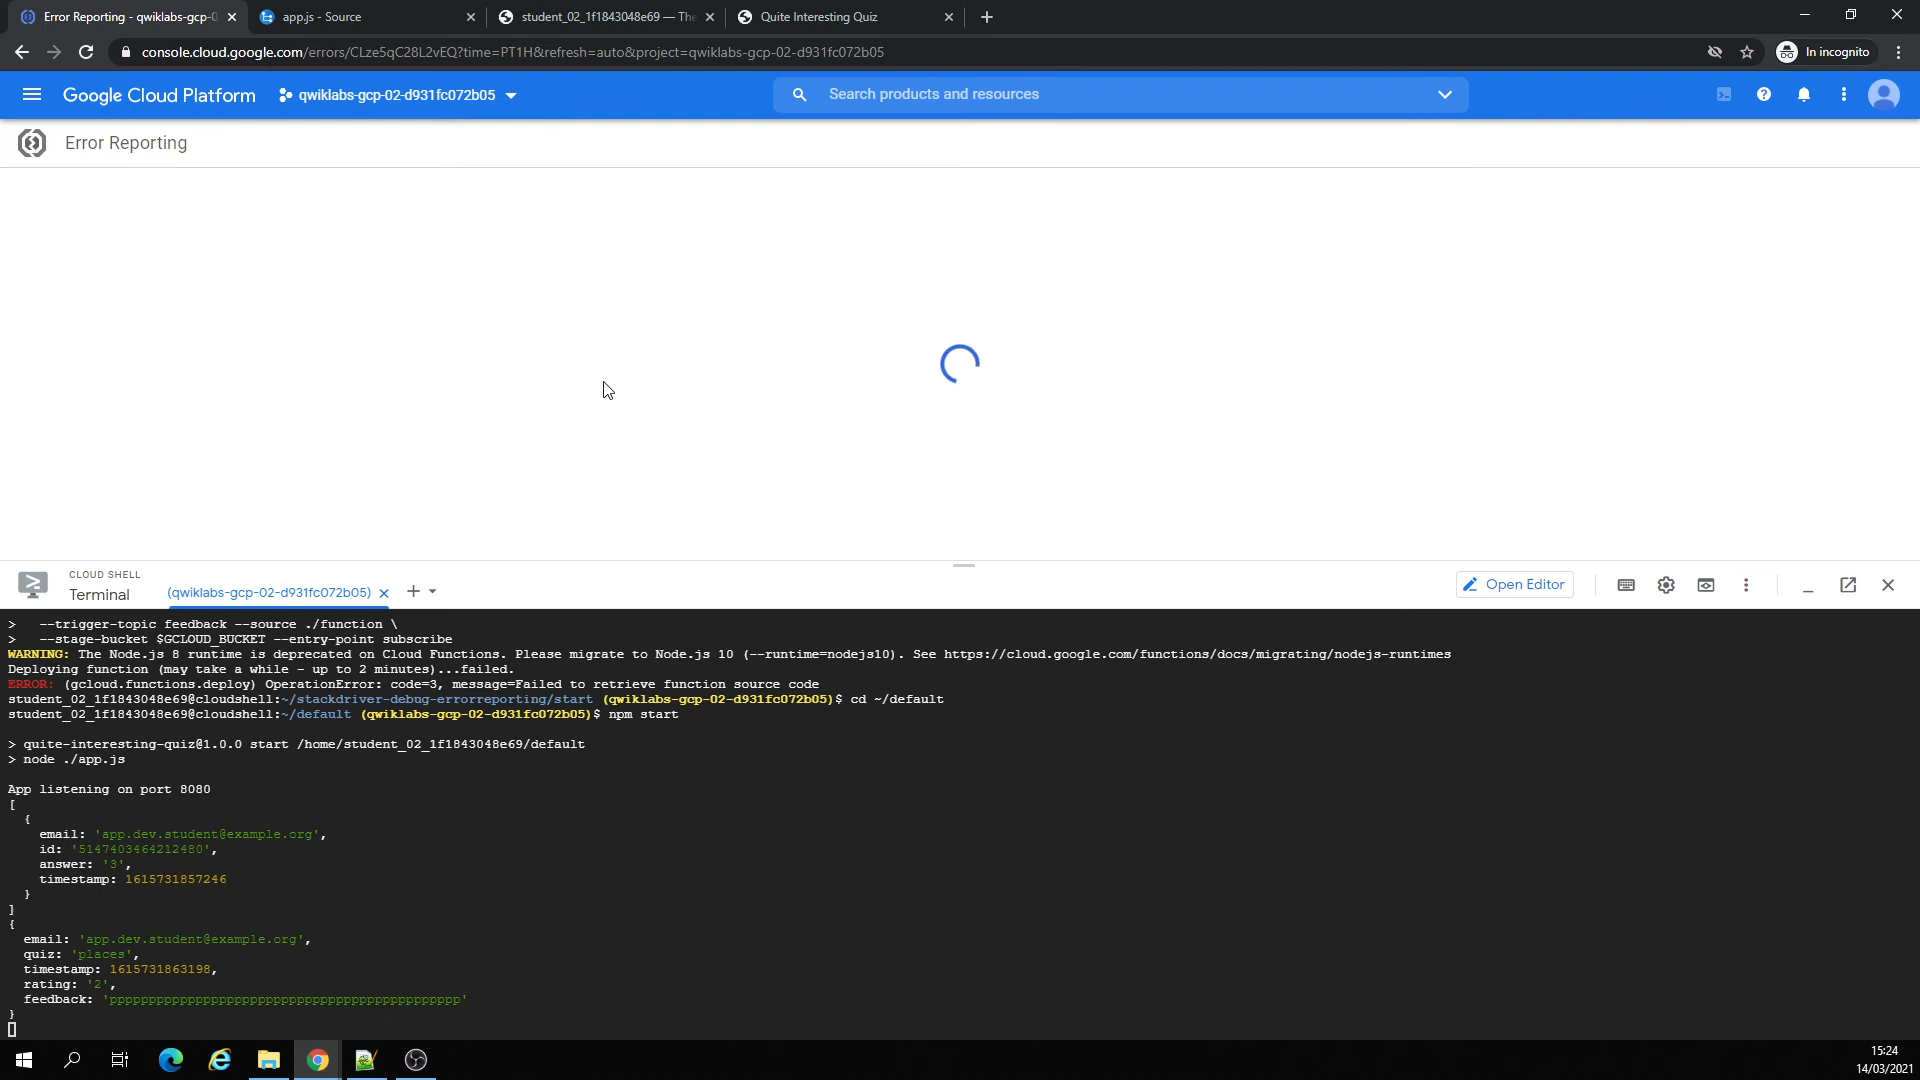 Error Reporting - qwiklabs-gcp-0
app.js - Source
student_02_1f1843048e69 — The
Quite Interesting Quiz
console.cloud.google.com/errors/CLze5qC28L2vEQ?time=PT1H&refresh=auto&project=qwiklabs-gcp-02-d931fc072b05
In incognito
Google Cloud Platform
qwiklabs-gcp-02-d931fc072b05
Search products and resources
Error Reporting
CLOUD SHELL
Terminal
(qwiklabs-gcp-02-d931fc072b05)
Open Editor
>   --trigger-topic feedback --source ./function \
>   --stage-bucket $GCLOUD_BUCKET --entry-point subscribe
WARNING: The Node.js 8 runtime is deprecated on Cloud Functions. Please migrate to Node.js 10 (--runtime=nodejs10). See https://cloud.google.com/functions/docs/migrating/nodejs-runtimes
Deploying function (may take a while - up to 2 minutes)...failed.
ERROR: (gcloud.functions.deploy) OperationError: code=3, message=Failed to retrieve function source code
student_02_1f1843048e69@cloudshell:~/stackdriver-debug-errorreporting/start (qwiklabs-gcp-02-d931fc072b05)$ cd ~/default
student_02_1f1843048e69@cloudshell:~/default (qwiklabs-gcp-02-d931fc072b05)$ npm start
> quite-interesting-quiz@1.0.0 start /home/student_02_1f1843048e69/default
> node ./app.js
App listening on port 8080
[
{
email: 'app.dev.student@example.org',
id: '5147403464212480',
answer: '3',
timestamp: 1615731857246
}
]
{
email: 'app.dev.student@example.org',
quiz: 'places',
timestamp: 1615731863198,
rating: '2',
feedback: 'ppppppppppppppppppppppppppppppppppppppppppppp'
}
15:24
14/03/2021